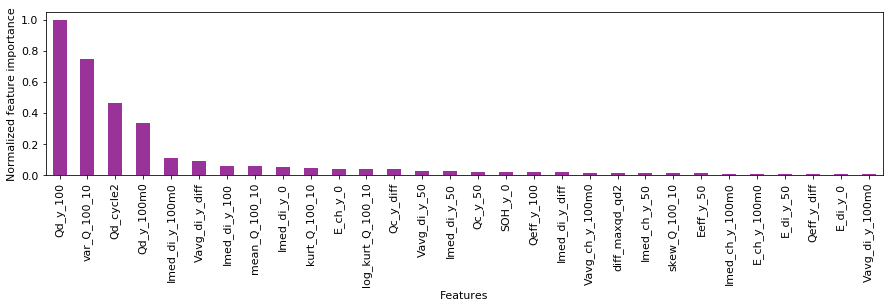 Normalized feature importance
1.0
0.8
0.6
0.4
0.2
0.0
Qd_y_100
var_Q_100_10
Qd_cycle2
Qd_y_100m0
Imed_di_y_100m0
Vavg_di_y_diff
Imed_di_y_100
mean_Q_100_10
Imed_di_y_0
kurt_Q_100_10
E_ch_y_0
log_kurt_Q_100_10
Qc_y_diff
Vavg_di_y_50
Imed_di_y_50
Qc_y_50
SOH_y_0
Qeff_y_100
Imed_di_y_diff
Vavg_ch_y_100m0
diff_maxqd_qd2
Imed_ch_y_50
skew_Q_100_10
Eeff_y_50
Imed_ch_y_100m0
E_ch_y_100m0
E_di_y_50
Qeff_y_diff
E_di_y_0
Vavg_di_y_100m0
Features